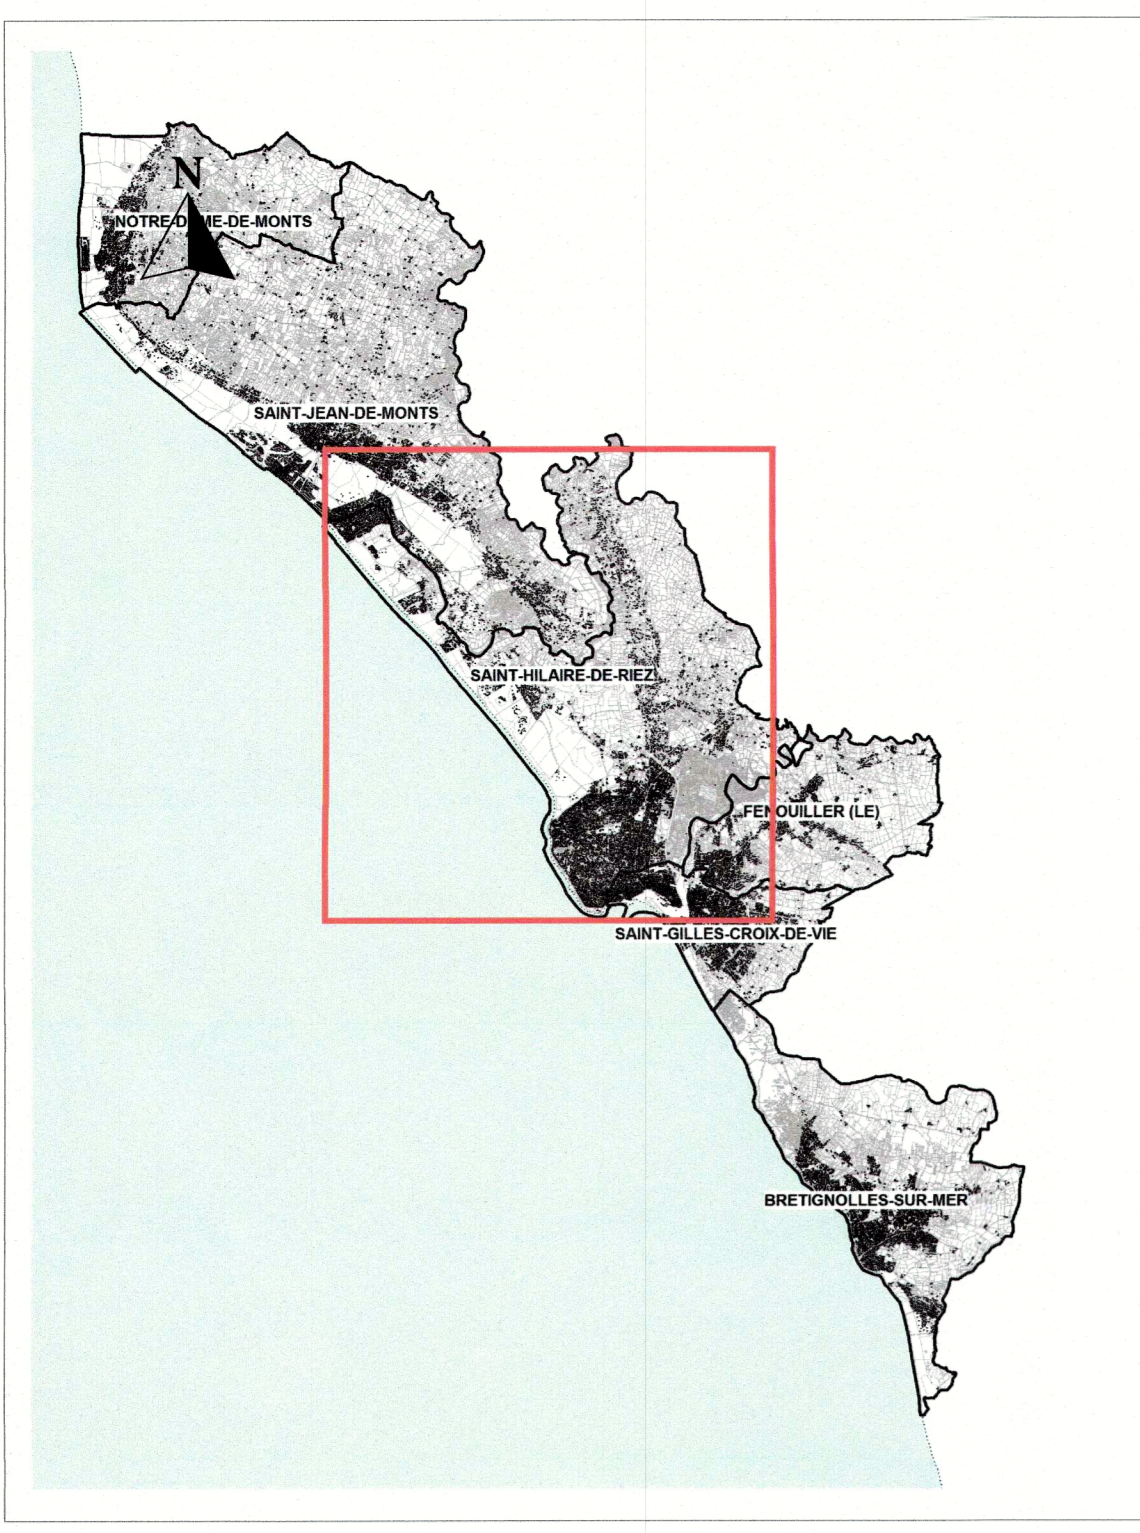 N
NOTRE-DAME-DE-MONTS
SAINT-JEAN-DE-MONTS
SAINT-HILAIRE-DE-RIEZ
FENOUILLER (LE)
SAINT-GILLES-CROIX-DE-VIE
BRETIGNOLLES-SUR-MER